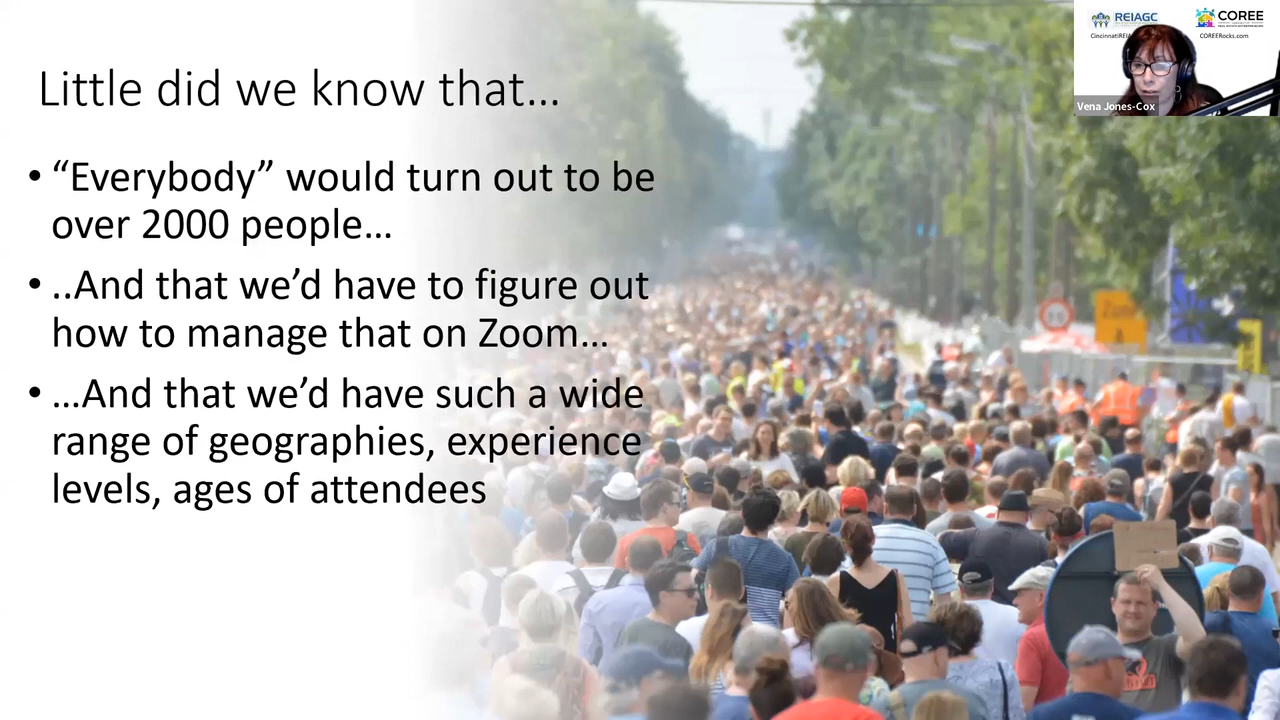 Little did we know that…
• “Everybody” would turn out to be
over 2000 people…
• ..And that we’d have to figure out
how to manage that on Zoom…
• …And that we’d have such a wide
range of geographies, experience
levels, ages of attendees
REIAGC
COREE
COREERocks.com
Vena Jones-Cox